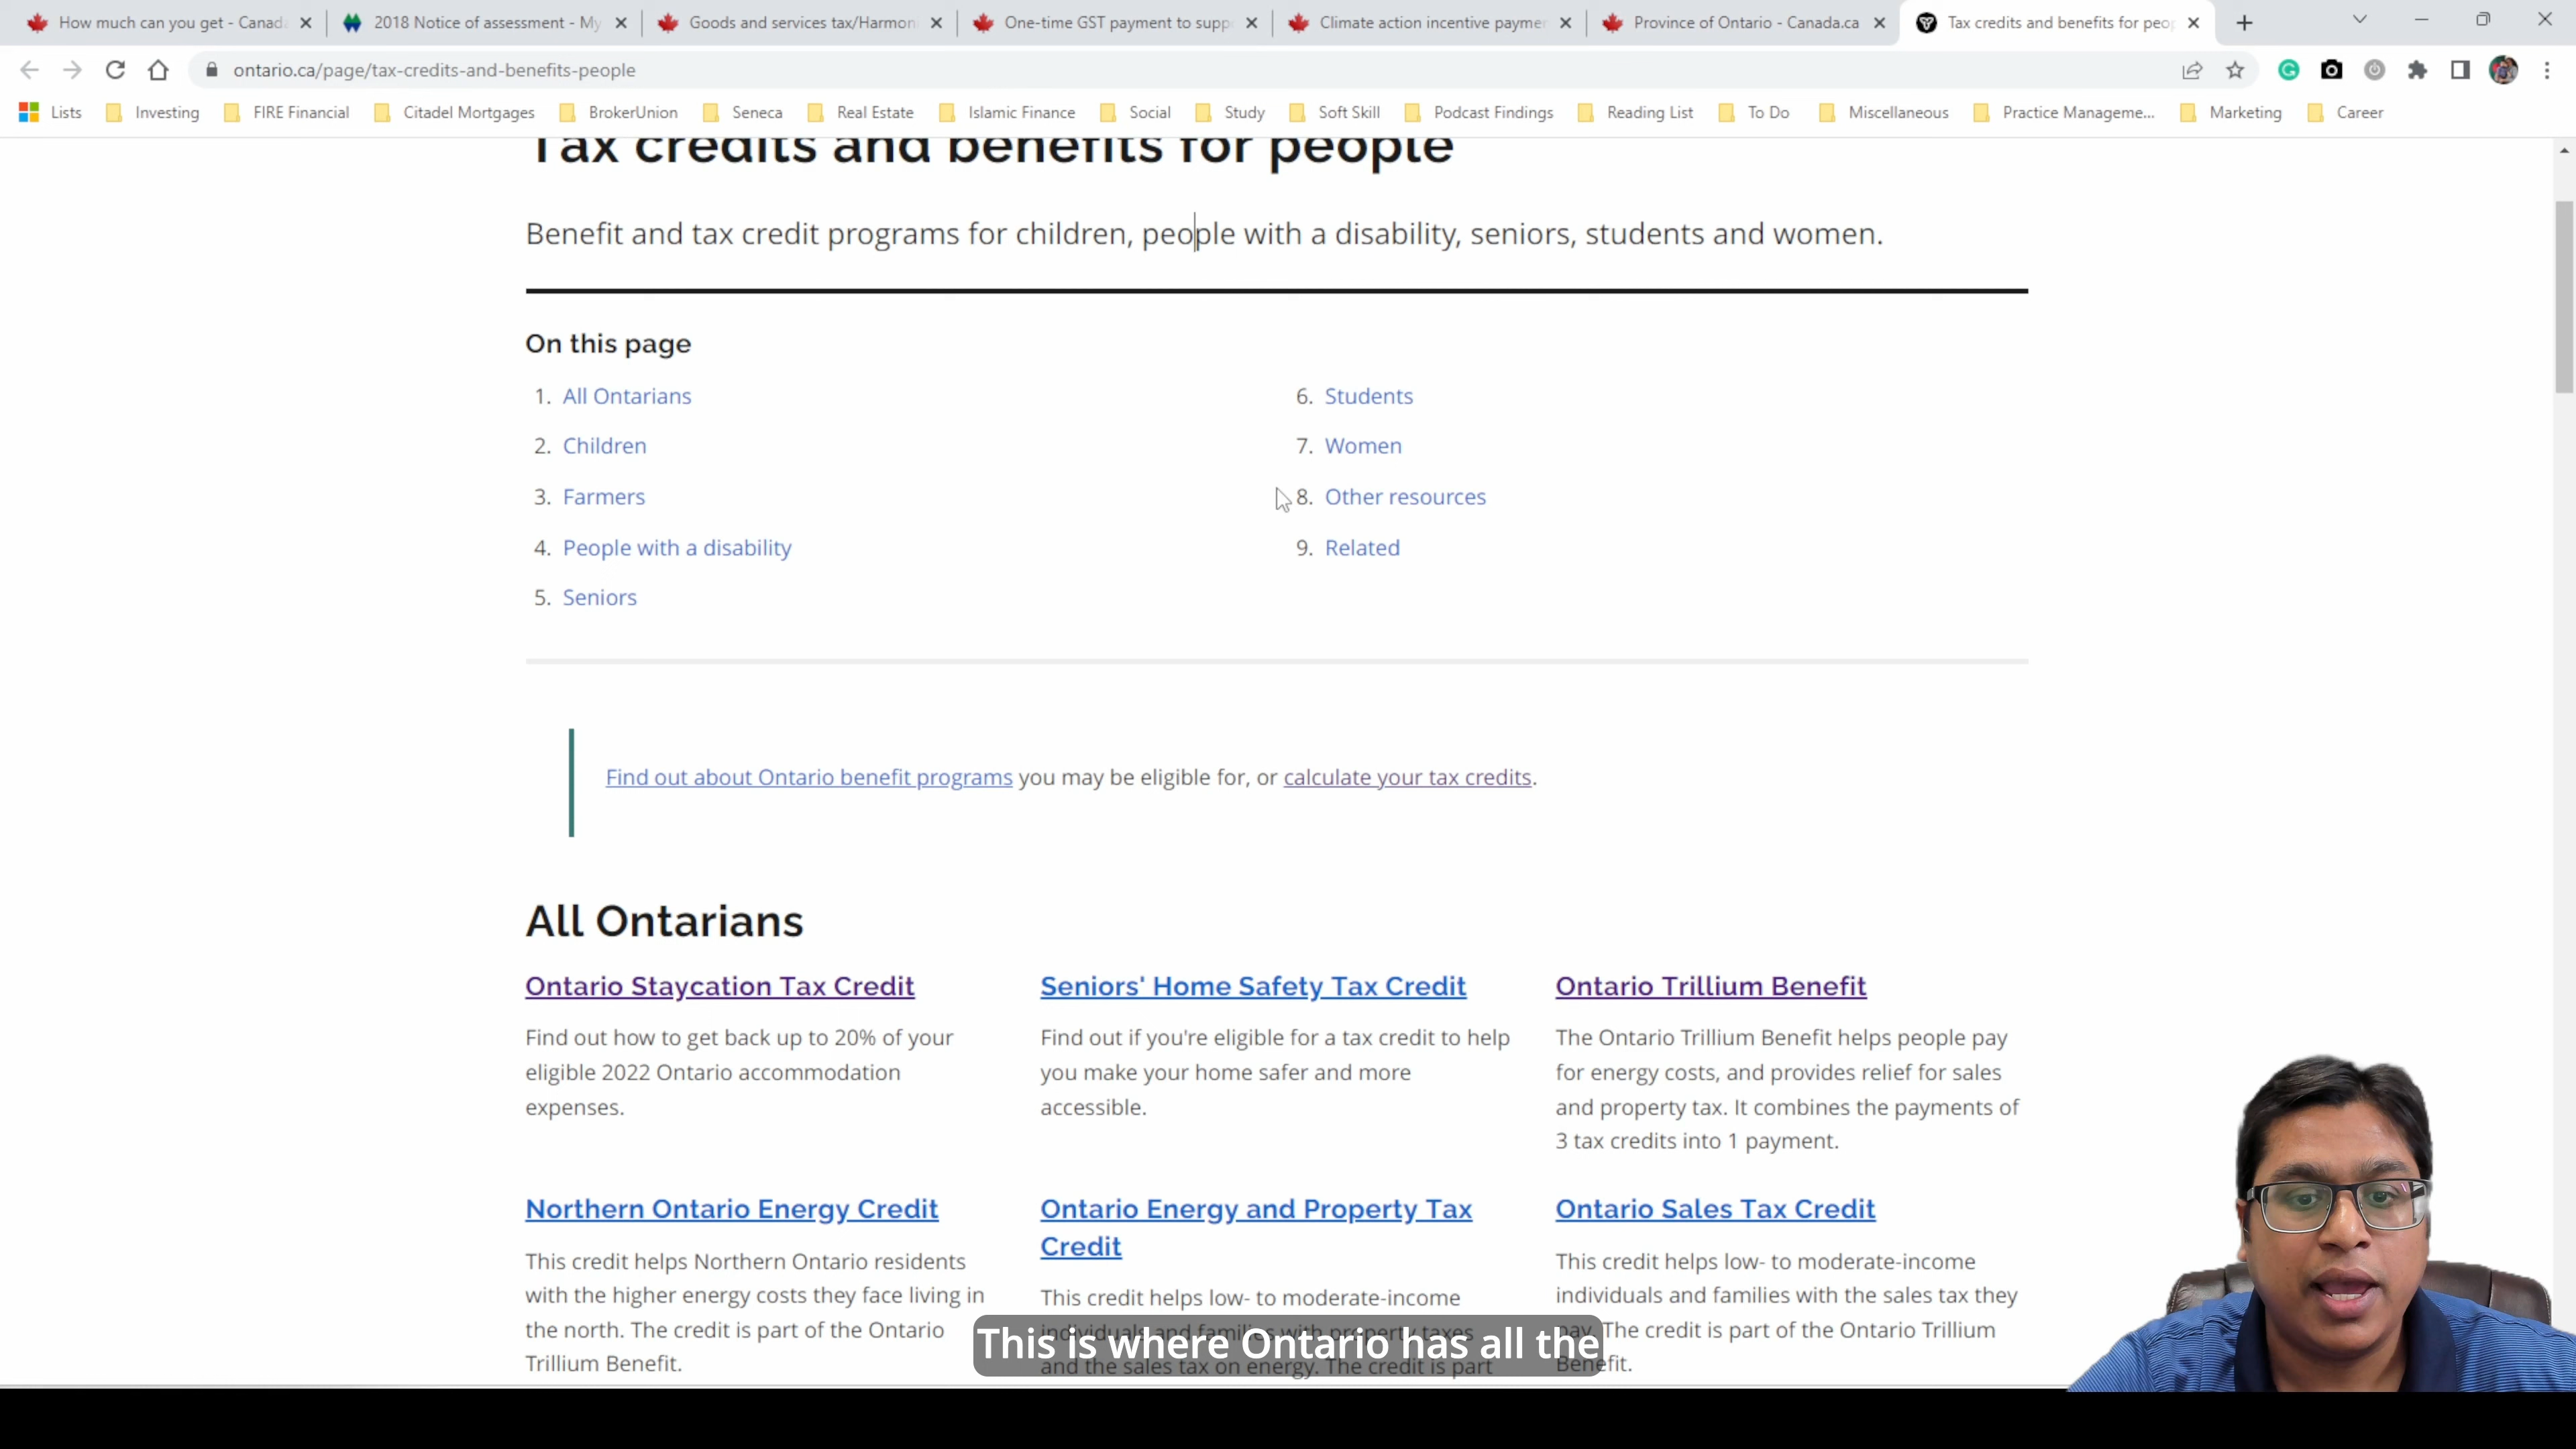 How much can you get - Canad
2018 Notice of assessment - My
Goods and services tax/Harmon
One-time GST payment to supp
Climate action incentive paymen
Province of Ontario - Canada.ca
Tax credits and benefits for peop
ontario.ca/page/tax-credits-and-benefits-people
Lists
Investing
FIRE Financial
Citadel Mortgages
BrokerUnion
Seneca
Real Estate
Islamic Finance
Social
Study
Soft Skill
Podcast Findings
Reading List
To Do
Miscellaneous
Practice Manageme...
Marketing
Career
Tax credits and benefits for people
Benefit and tax credit programs for children, people with a disability, seniors, students and women.
On this page
1. All Ontarians
2. Children
3. Farmers
4. People with a disability
5. Seniors
6. Students
7. Women
8. Other resources
9. Related
Find out about Ontario benefit programs you may be eligible for, or calculate your tax credits.
All Ontarians
Ontario Staycation Tax Credit
Find out how to get back up to 20% of your
eligible 2022 Ontario accommodation
expenses.
Seniors' Home Safety Tax Credit
Find out if you're eligible for a tax credit to help
you make your home safer and more
accessible.
Ontario Trillium Benefit
The Ontario Trillium Benefit helps people pay
for energy costs, and provides relief for sales
and property tax. It combines the payments of
3 tax credits into 1 payment.
Northern Ontario Energy Credit
This credit helps Northern Ontario residents
with the higher energy costs they face living in
the north. The credit is part of the Ontario
Trillium Benefit.
Ontario Energy and Property Tax
Credit
This credit helps low- to moderate-income
individuals and families with property taxes
and the sales tax on energy. The credit is part
Ontario Sales Tax Credit
This credit helps low- to moderate-income
individuals and families with the sales tax they
pay. The credit is part of the Ontario Trillium
Benefit.
This is where Ontario has all the